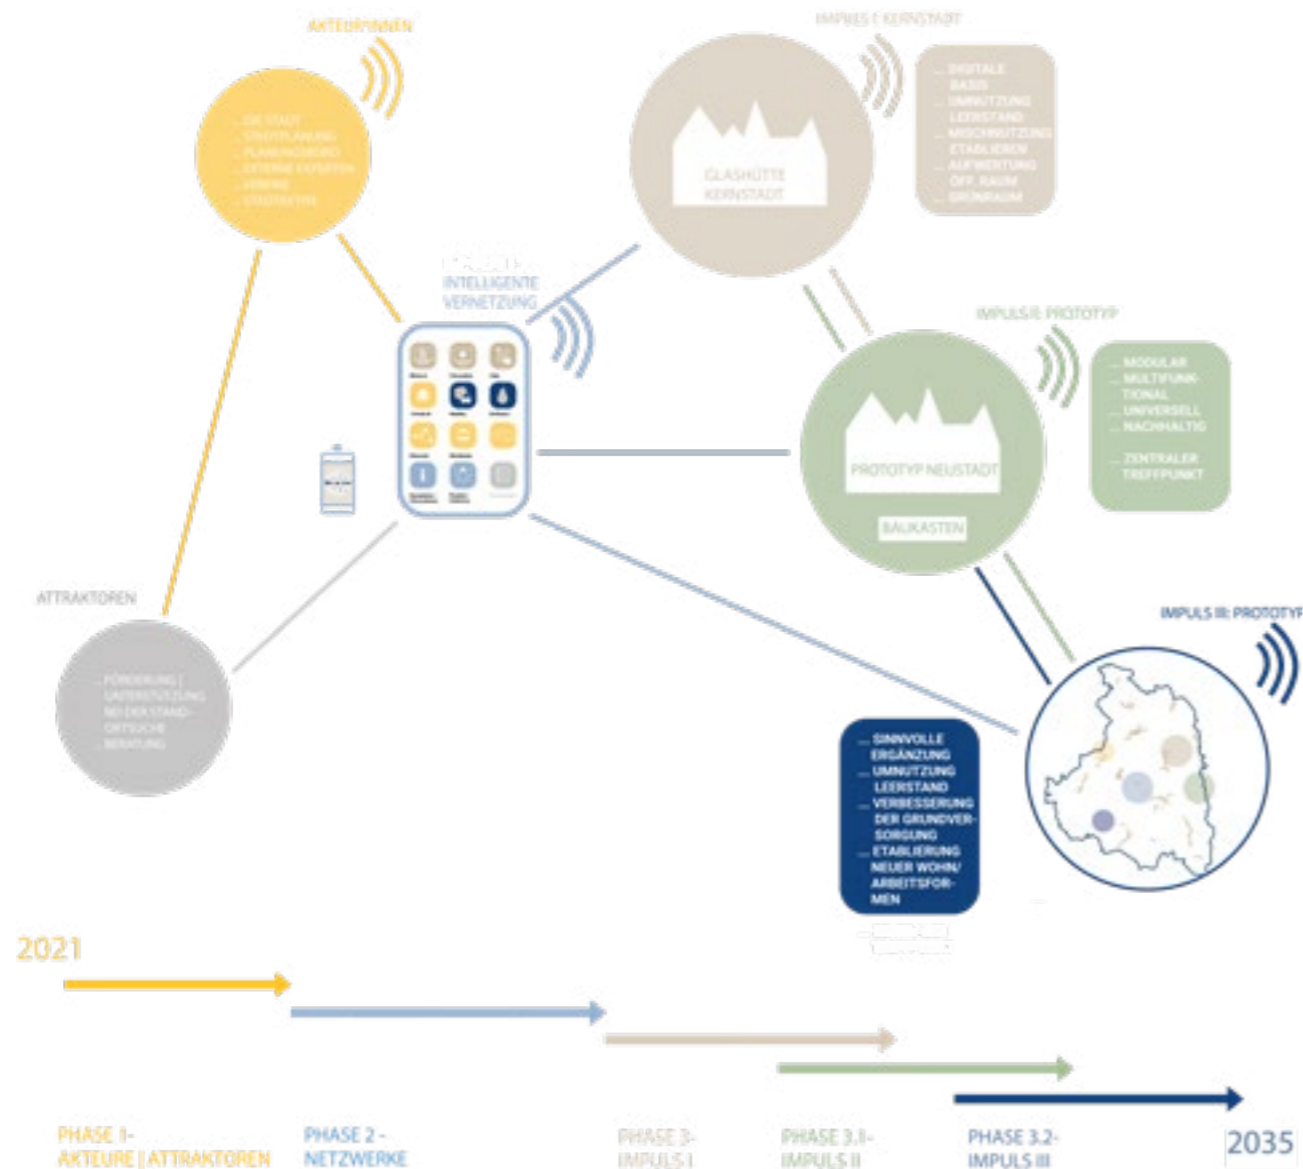 AKTEUR*INNEN
... DIE STADT
... STADTPLANUNG
... PLANUNGSBÜRO
... EXTERNE EXPERTEN
... VEREINE
IMPULS I: KERNSTADT
GLASHÜTTE
KERNSTADT
... DIGITALE
BASIS
... UMNUTZUNG
LEERSTAND
... MISCHNUTZUNG
ETABLIEREN
... AUFWERTUNG
ÖFF. RAUM
... GRÜNRAUM
INTELLIGENTE
VERNETZUNG
IMPULS II: PROTOTYP
PROTOTYP NEUSTADT
BAUKASTEN
... MODULAR
... MULTIFUNK-
TIONAL
... UNIVERSELL
... NACHHALTIG
... ZENTRALER
TREFFPUNKT
ATTRAKTOREN
...FÖRDERUNG |
UNTERSTÜTZUNG
BEI DER STAND-
ORTSUCHE
... BERATUNG
IMPULS III: PROTOTYP
... SINNVOLLE
ERGÄNZUNG
... UMNUTZUNG
LEERSTAND
... VERBESSERUNG
DER GRUNDVER-
SORGUNG
... ETABLIERUNG
NEUER WOHN/
ARBEITSFOR-
MEN
2021
PHASE 1-
AKTEURE | ATTRAKTOREN
PHASE 2 -
NETZWERKE
PHASE 3-
IMPULS I
PHASE 3.1-
IMPULS II
PHASE 3.2-
IMPULS III
2035